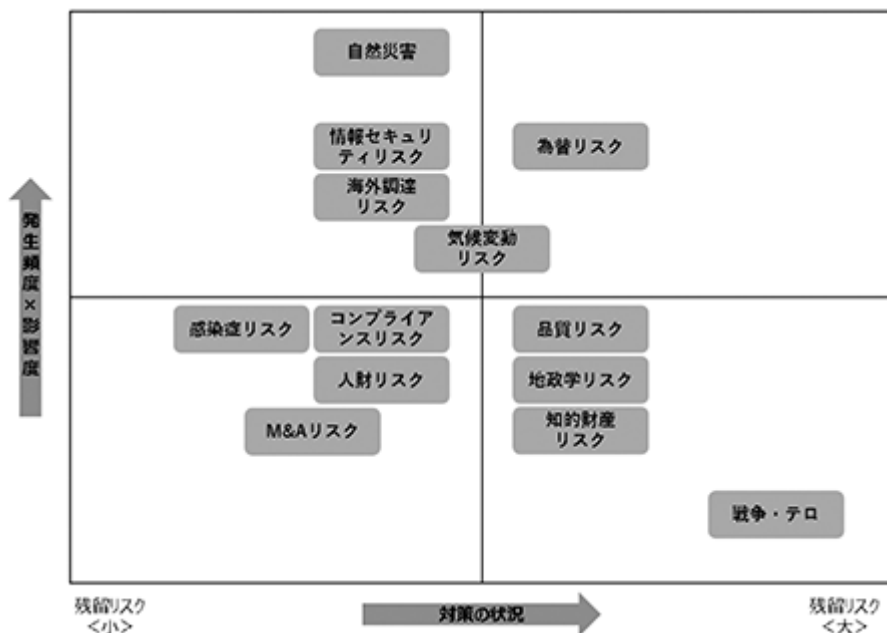 自然災害
情報セキュリ
ティリスク
為替リスク
海外調達
リスク
気候変動
リスク
発生頻度×影響度
感染症リスク
コンプライア
ンスリスク
品質リスク
人財リスク
地政学リスク
M&Aリスク
知的財産
リスク
戦争・テロ
残留リスク
<小>
対策の状況
残留リスク
<大>